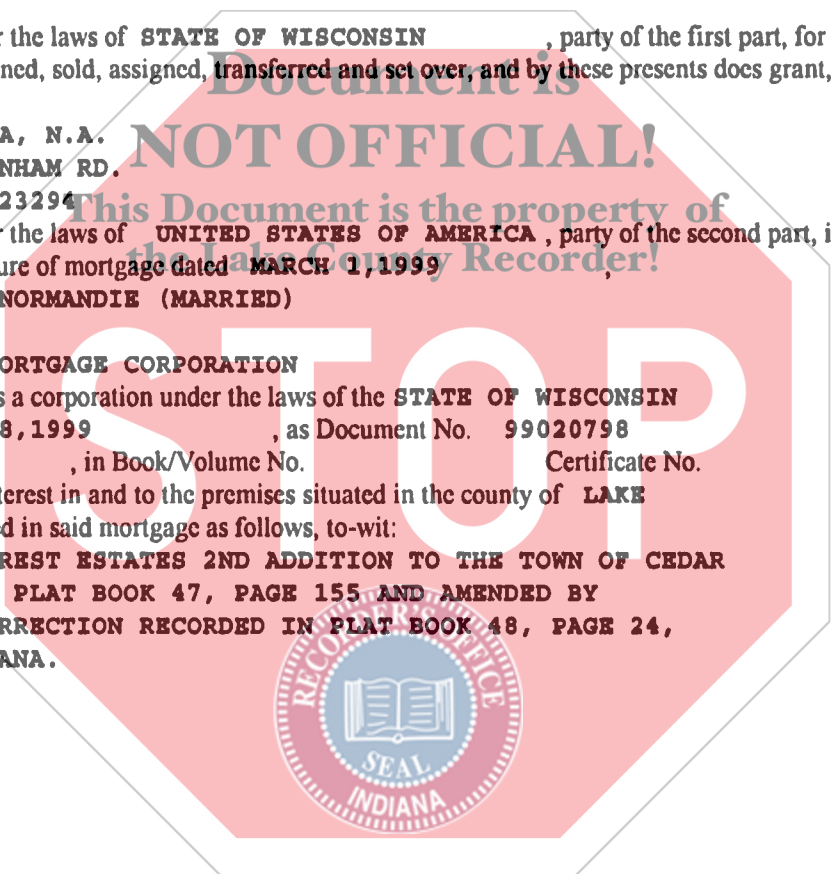 r the laws of STATE OF WISCONSIN , party of the first part, for
ned, sold, assigned, transferred and set over, and by these presents does grant,
Document is
A, N.A.
NOT OFFICIAL!
NHAM RD.
23294
This Document is the property of
r the laws of UNITED STATES OF AMERICA , party of the second part, i
the Lake County Recorder!
ure of mortgage dated MARCH 1,1999 ,
NORMANDIE (MARRIED)
STOP
ORTGAGE CORPORATION
s a corporation under the laws of the STATE OF WISCONSIN
8,1999 , as Document No. 99020798
, in Book/Volume No. Certificate No.
terest in and to the premises situated in the county of LAKE
d in said mortgage as follows, to-wit:
REST ESTATES 2ND ADDITION TO THE TOWN OF CEDAR
PLAT BOOK 47, PAGE 155 AND AMENDED BY
RRECTION RECORDED IN PLAT BOOK 48, PAGE 24,
ANA.
RECORDER'S OFFICE
SEAL
INDIANA